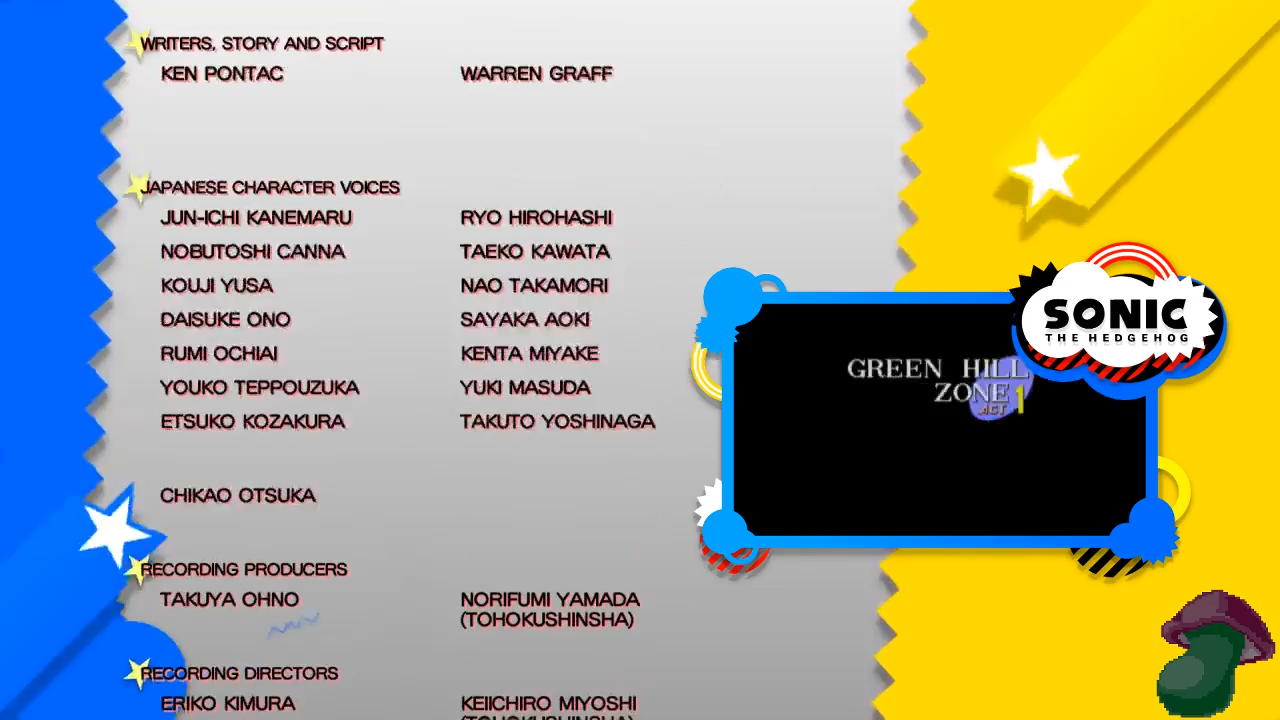 WRITERS, STORY AND SCRIPT
KEN PONTAC WARREN GRAFF
JAPANESE CHARACTER VOICES
JUN-ICHI KANEMARU RYO HIROHASHI
NOBUTOSHI CANNA TAEKO KAWATA
KOUJI YUSA NAO TAKAMORI
DAISUKE ONO SAYAKA AOKI
RUMI OCHIAI KENTA MIYAKE
YOUKO TEPPOUZUKA YUKI MASUDA
ETSUKO KOZAKURA TAKUTO YOSHINAGA
CHIKAO OTSUKA
RECORDING PRODUCERS
TAKUYA OHNO NORIFUMI YAMADA
(TOHOKUSHINSHA)
RECORDING DIRECTORS
ERIKO KIMURA KEIICHIRO MIYOSHI
(TOHOKUSHINSHA)
SONIC
THE HEDGEHOG
GREEN HILL
ZONE
ACT 1